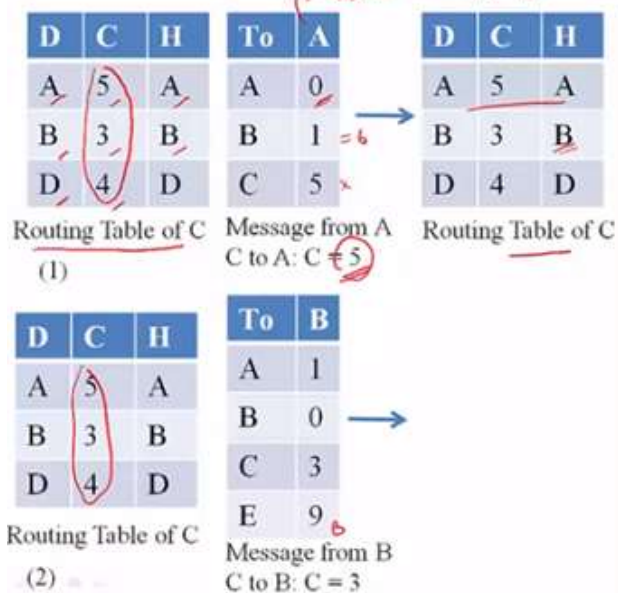 D C H To A D C H
A 5 A A 0 A 5 A
B 3 B B 1 = 6 B 3 B
D 4 D C 5 x D 4 D
Routing Table of C Message from A Routing Table of C
(1) C to A: C = 5
D C H To B
A 5 A A 1
B 3 B B 0
D 4 D C 3
E 9 B
Routing Table of C Message from B
(2) C to B: C = 3